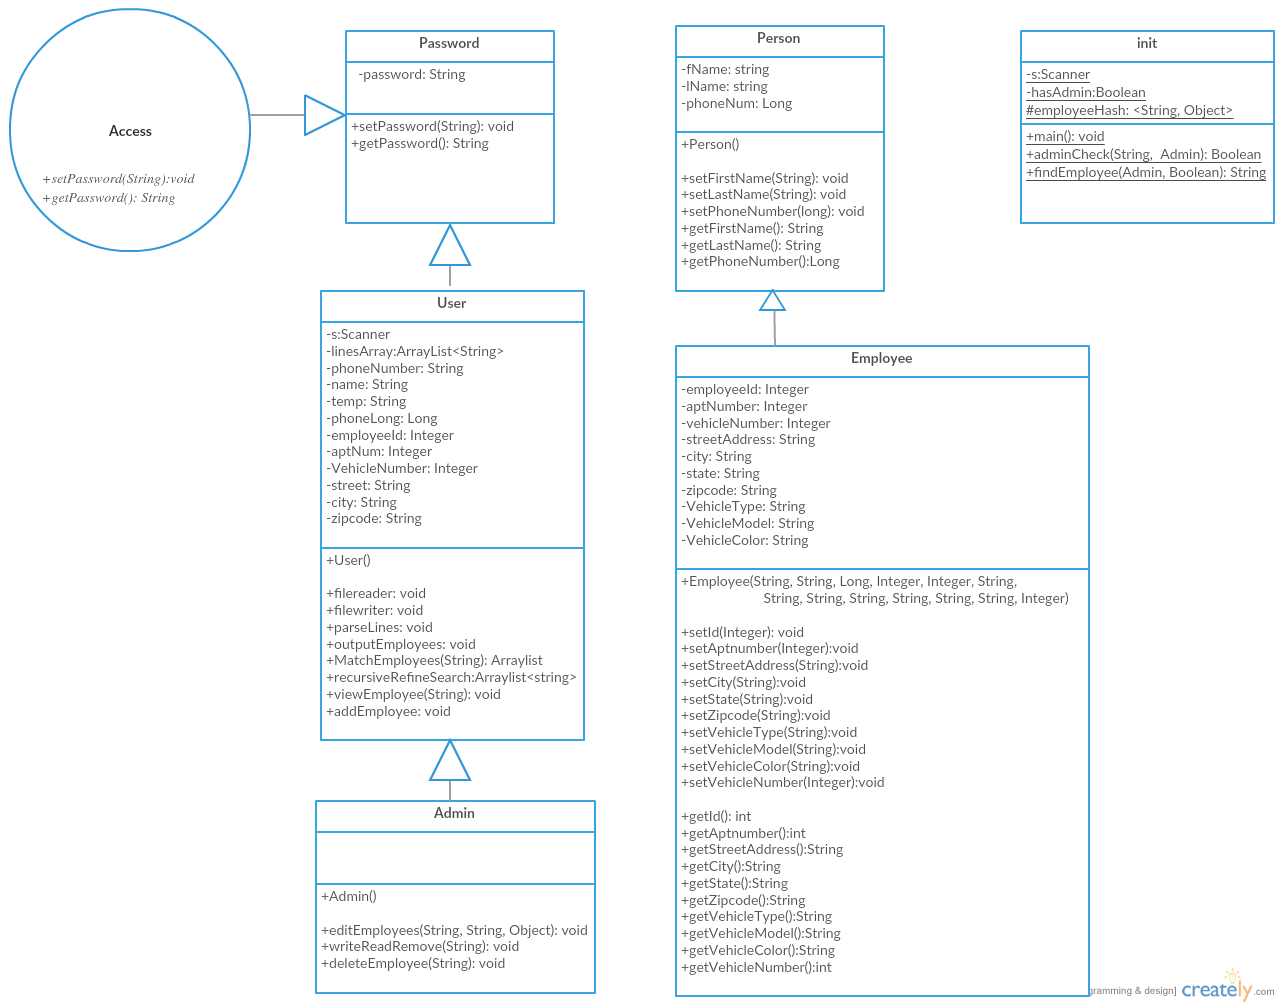 Access
+setPassword(String):void
+getPassword(): String
Password
-password: String
+setPassword(String): void
+getPassword(): String
User
-s:Scanner
-linesArray:ArrayList<String>
-phoneNumber: String
-name: String
-temp: String
-phoneLong: Long
-employeeId: Integer
-aptNum: Integer
-VehicleNumber: Integer
-street: String
-city: String
-zipcode: String
+User()
+filereader: void
+filewriter: void
+parseLines: void
+outputEmployees: void
+MatchEmployees(String): Arraylist
+recursiveRefineSearch:Arraylist<string>
+viewEmployee(String): void
+addEmployee: void
Admin
+Admin()
+editEmployees(String, String, Object): void
+writeReadRemove(String): void
+deleteEmployee(String): void
Person
-fName: string
-lName: string
-phoneNum: Long
+Person()
+setFirstName(String): void
+setLastName(String): void
+setPhoneNumber(long): void
+getFirstName(): String
+getLastName(): String
+getPhoneNumber():Long
Employee
-employeeId: Integer
-aptNumber: Integer
-vehicleNumber: Integer
-streetAddress: String
-city: String
-state: String
-zipcode: String
-VehicleType: String
-VehicleModel: String
-VehicleColor: String
+Employee(String, String, Long, Integer, Integer, String,
String, String, String, String, String, String, Integer)
+setId(Integer): void
+setAptnumber(Integer):void
+setStreetAddress(String):void
+setCity(String):void
+setState(String):void
+setZipcode(String):void
+setVehicleType(String):void
+setVehicleModel(String):void
+setVehicleColor(String):void
+setVehicleNumber(Integer):void
+getId(): int
+getAptnumber():int
+getStreetAddress():String
+getCity():String
+getState():String
+getZipcode():String
+getVehicleType():String
+getVehicleModel():String
+getVehicleColor():String
+getVehicleNumber():int
init
-s:Scanner
-hasAdmin:Boolean
#employeeHash: <String, Object>
+main(): void
+adminCheck(String, Admin): Boolean
+findEmployee(Admin, Boolean): String
gramming & design] creately.com